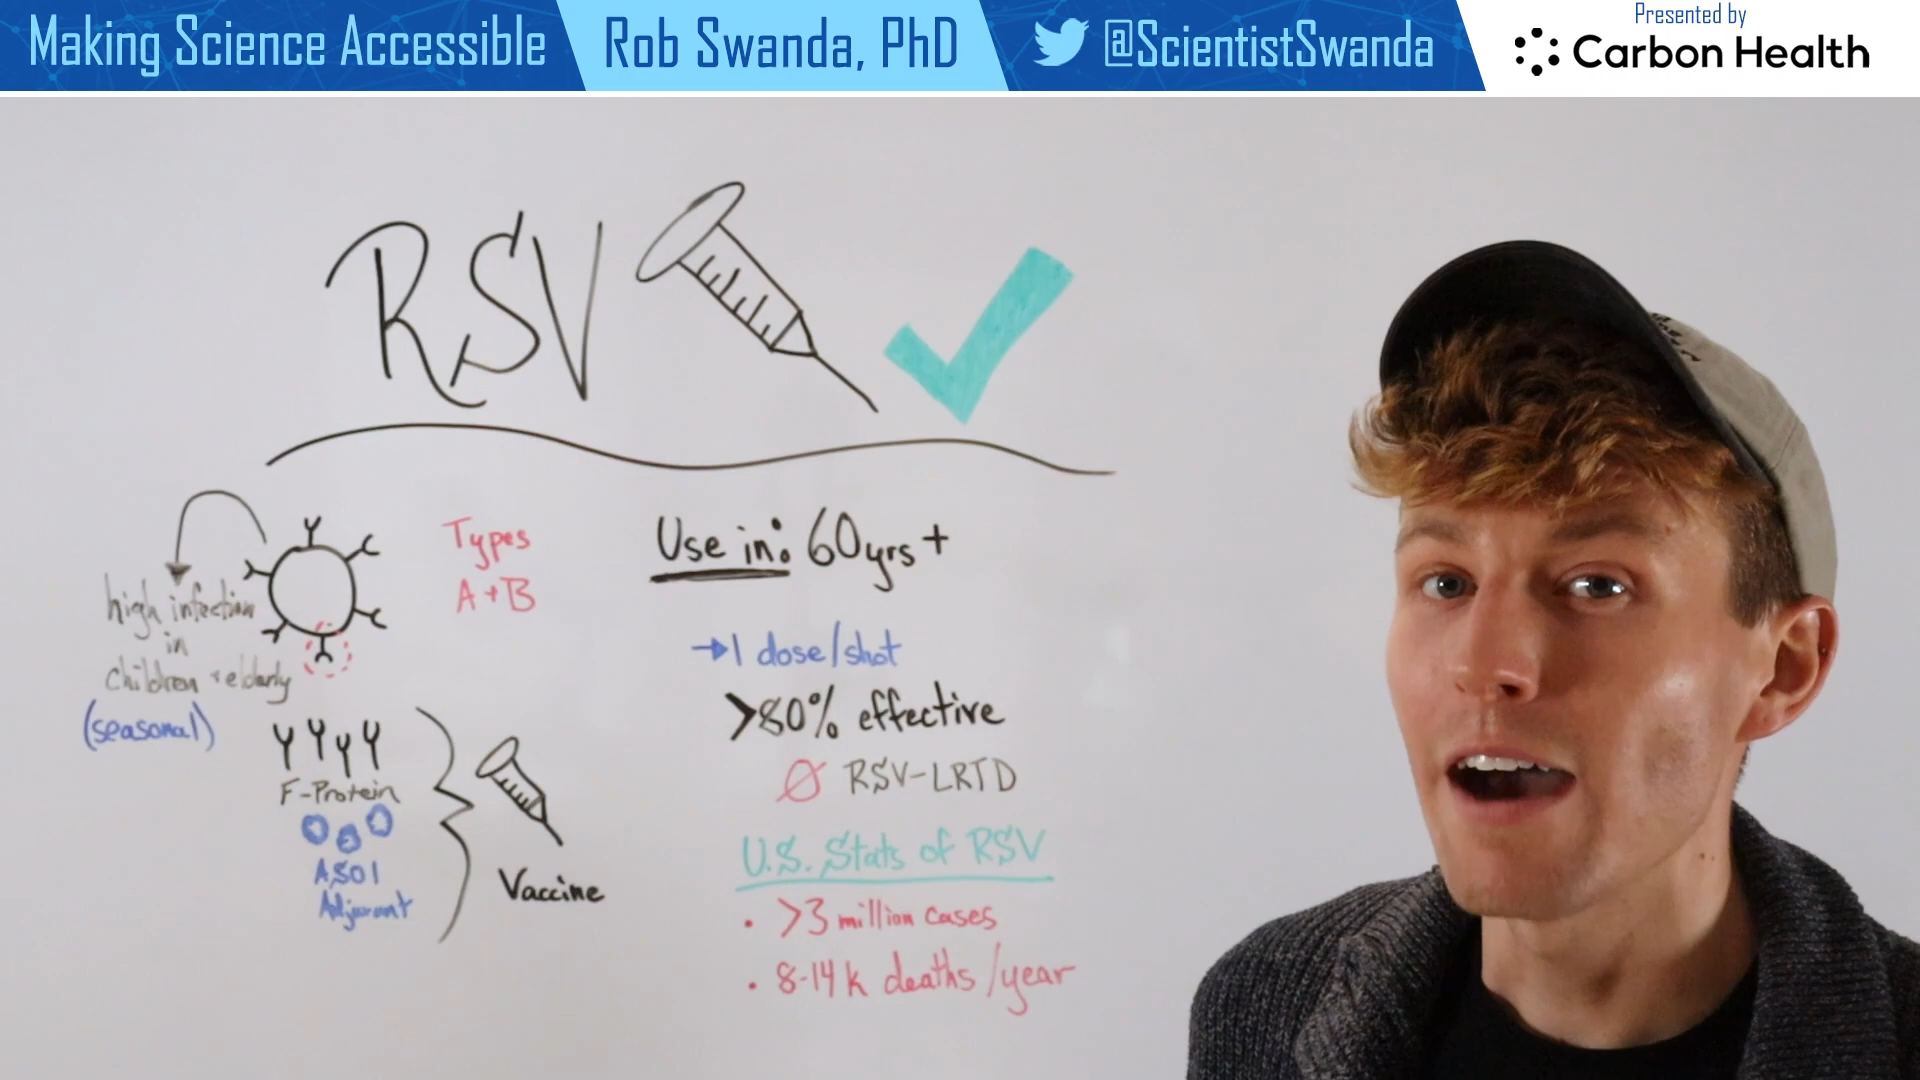 Making Science Accessible
Rob Swanda, PhD
@ScientistSwanda
Presented by
Carbon Health
RSV
high infection
in
children + elderly
(seasonal)
Types
A + B
F-Protein
AS01
Adjuvant
Vaccine
Use in: 60yrs +
→ 1 dose/shot
>80% effective
Ø RSV-LRTD
U.S. Stats of RSV
• >3 million cases
• 8-14k deaths/year